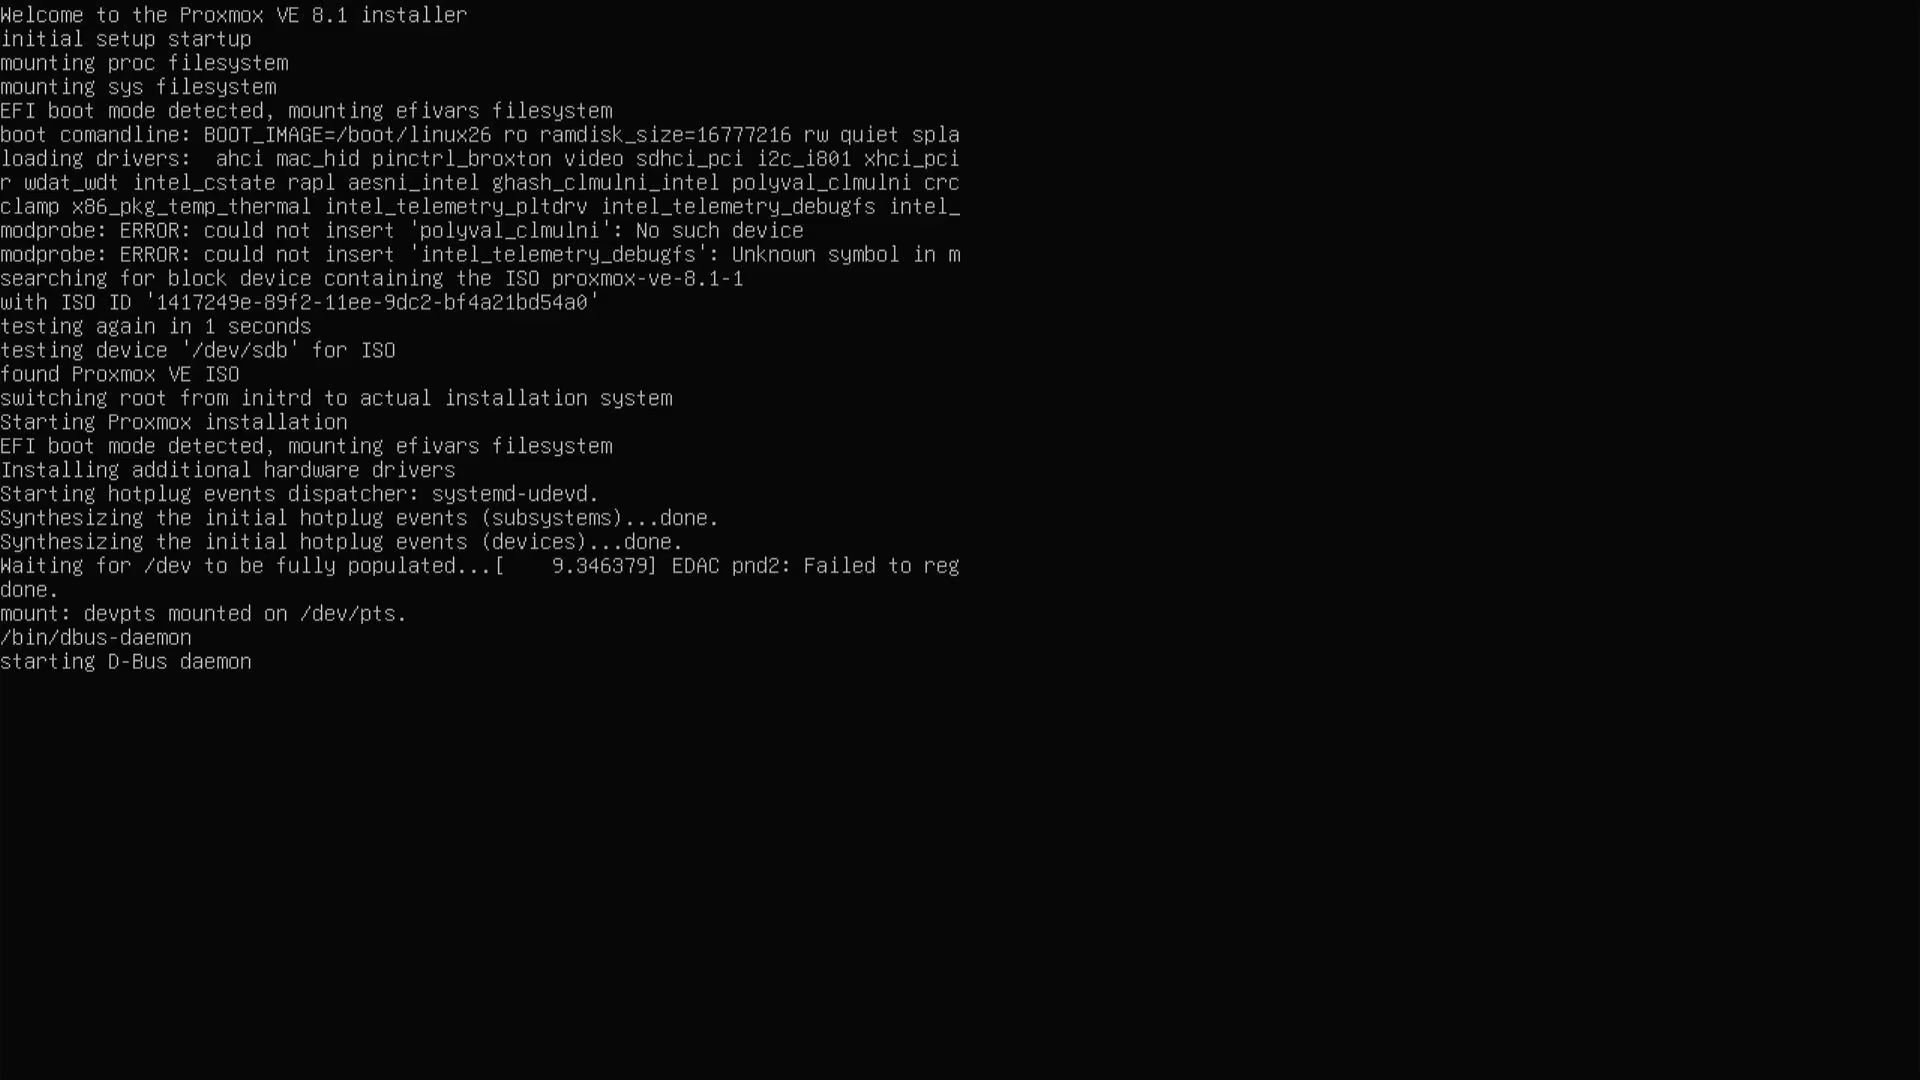 Welcome to the Proxmox VE 8.1 installer
initial setup startup
mounting proc filesystem
mounting sys filesystem
EFI boot mode detected, mounting efivars filesystem
boot comandline: BOOT_IMAGE=/boot/linux26 ro ramdisk_size=16777216 rw quiet spla
loading drivers:  ahci mac_hid pinctrl_broxton video sdhci_pci i2c_i801 xhci_pci
r wdat_wdt intel_cstate rapl aesni_intel ghash_clmulni_intel polyval_clmulni crc
clamp x86_pkg_temp_thermal intel_telemetry_pltdrv intel_telemetry_debugfs intel_
modprobe: ERROR: could not insert 'polyval_clmulni': No such device
modprobe: ERROR: could not insert 'intel_telemetry_debugfs': Unknown symbol in m
searching for block device containing the ISO proxmox-ve-8.1-1
with ISO ID '1417249e-89f2-11ee-9dc2-bf4a21bd54a0'
testing again in 1 seconds
testing device '/dev/sdb' for ISO
found Proxmox VE ISO
switching root from initrd to actual installation system
Starting Proxmox installation
EFI boot mode detected, mounting efivars filesystem
Installing additional hardware drivers
Starting hotplug events dispatcher: systemd-udevd.
Synthesizing the initial hotplug events (subsystems)...done.
Synthesizing the initial hotplug events (devices)...done.
Waiting for /dev to be fully populated...[    9.346379] EDAC pnd2: Failed to reg
done.
mount: devpts mounted on /dev/pts.
/bin/dbus-daemon
starting D-Bus daemon